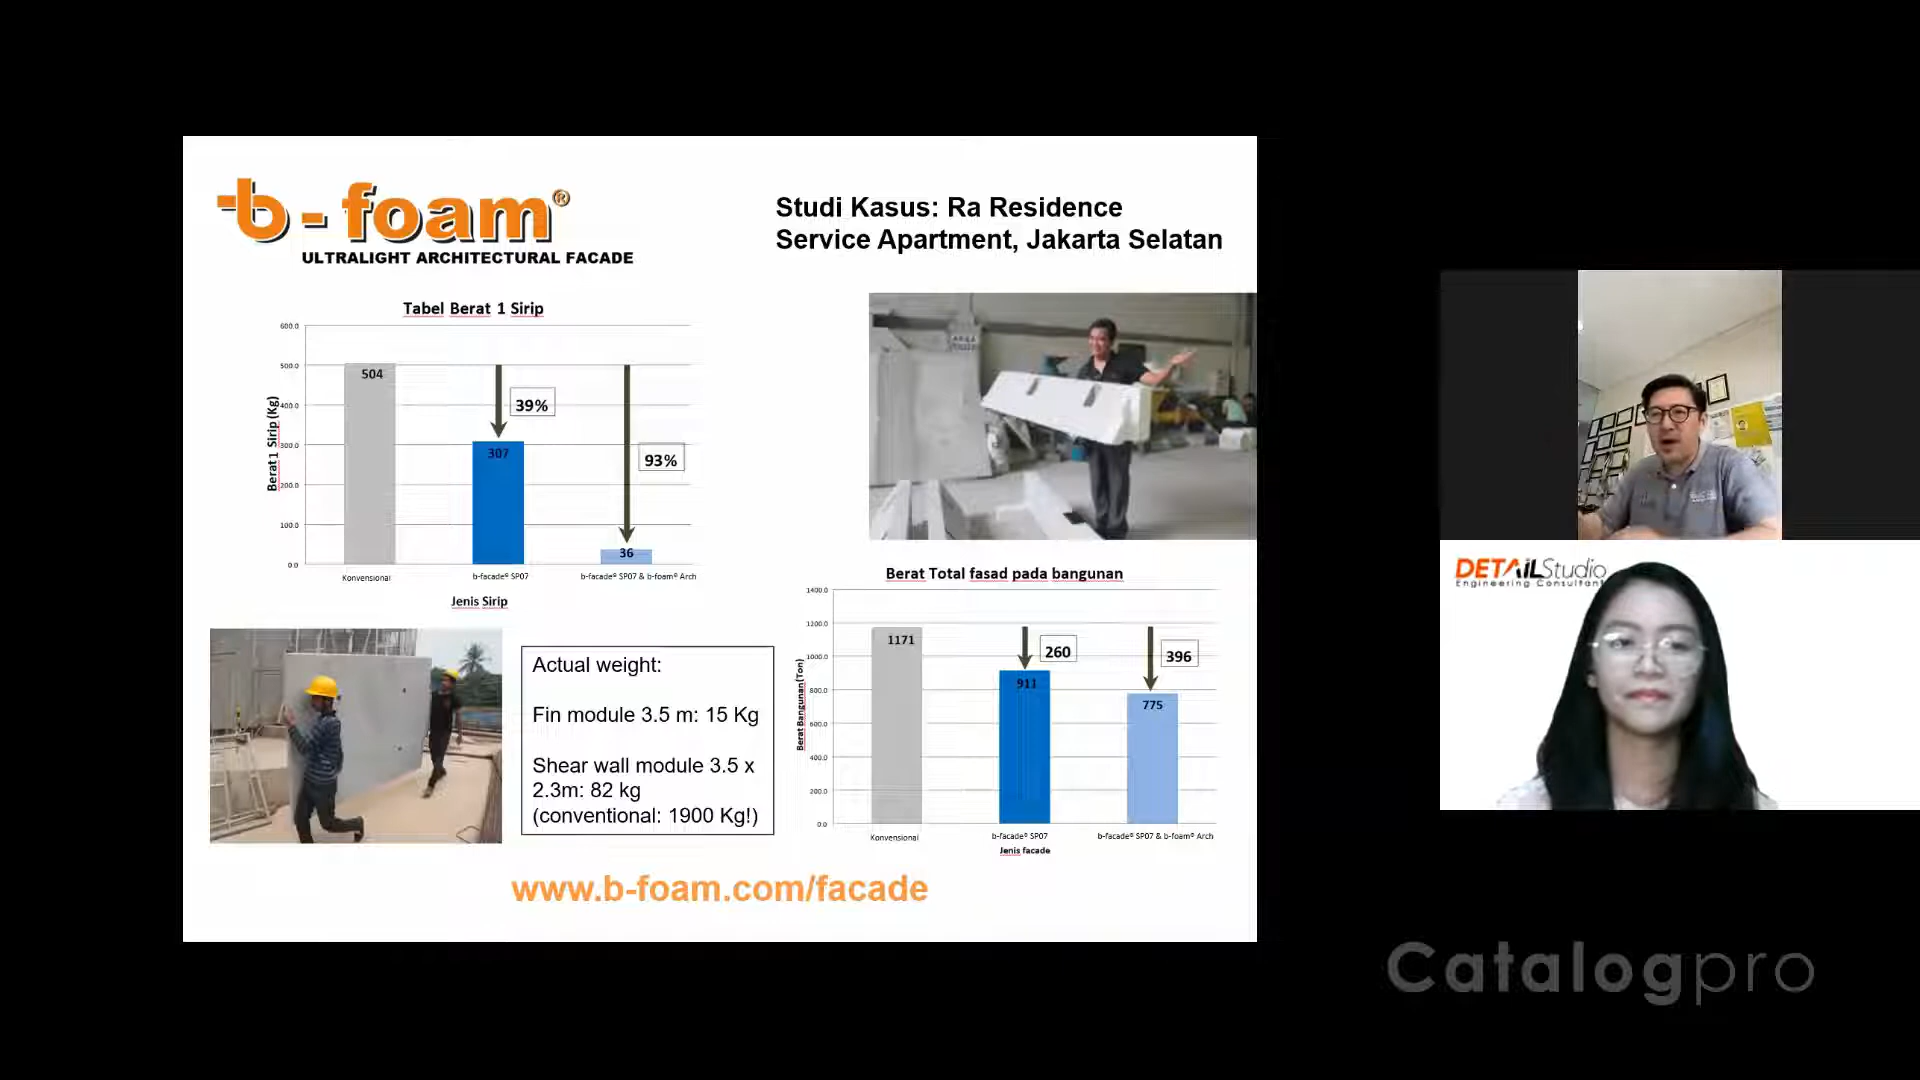 b-foam®
ULTRALIGHT ARCHITECTURAL FACADE
Studi Kasus: Ra Residence
Service Apartment, Jakarta Selatan
Tabel Berat 1 Sirip
Berat 1 Sirip (Kg)
600.0
500.0
400.0
300.0
200.0
100.0
0.0
504
39%
307
93%
36
Konvensional
b-facade® SP07
b-facade® SP07 & b-foam® Arch
Jenis Sirip
Actual weight:
Fin module 3.5 m: 15 Kg
Shear wall module 3.5 x
2.3m: 82 kg
(conventional: 1900 Kg!)
Berat Total fasad pada bangunan
Berat Bangunan (Ton)
1400.0
1200.0
1000.0
800.0
600.0
400.0
200.0
0.0
1171
260
911
396
775
Konvensional
b-facade® SP07
b-facade® SP07 & b-foam® Arch
Jenis facade
www.b-foam.com/facade
DETAiLStudio
Engineering Consultant
Catalogpro